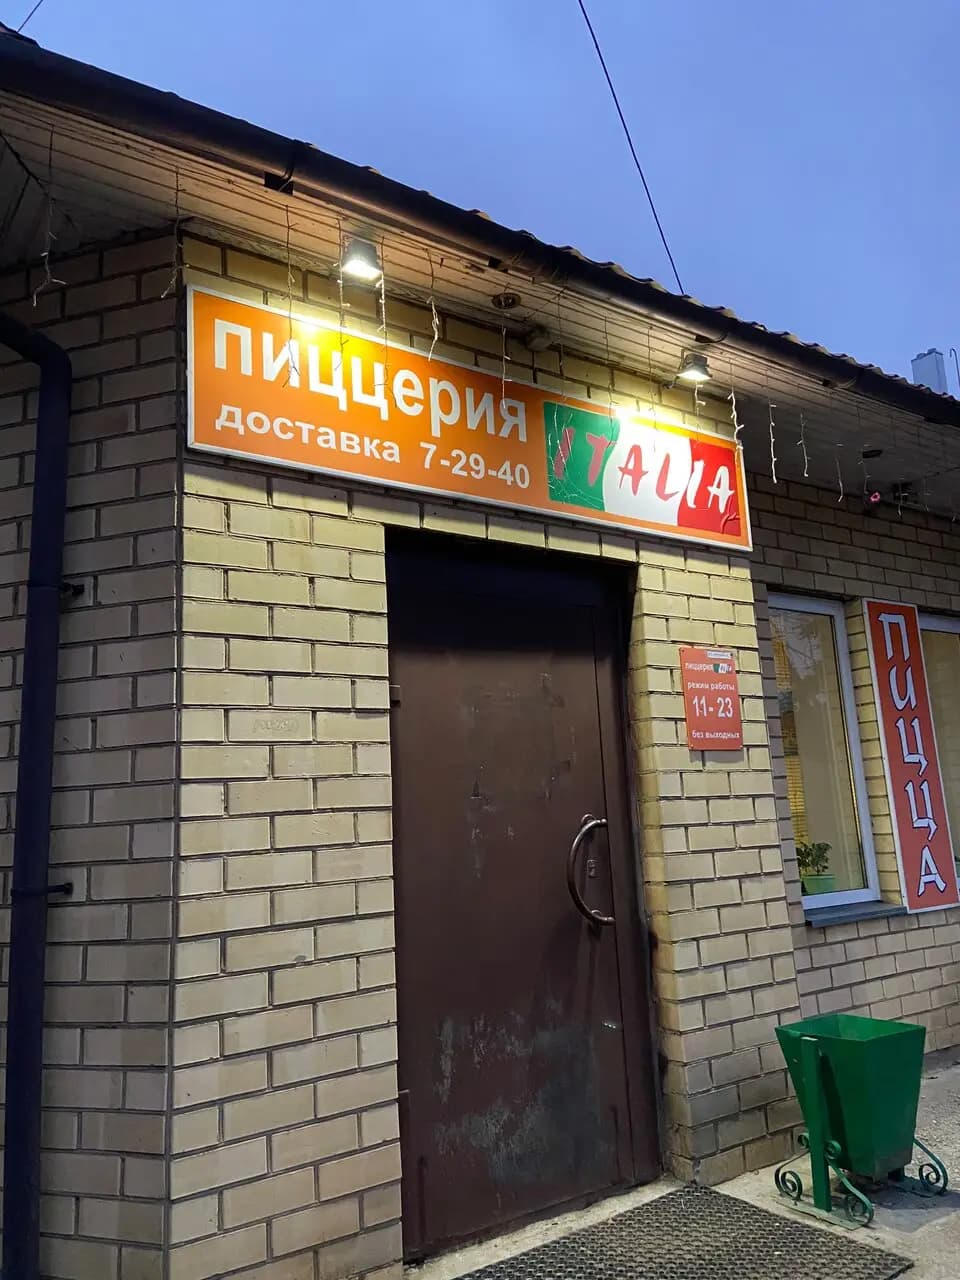 пиццерия
доставка 7-29-40
ITALIA
пиццерия
режим работы
11-23
без выходных
ПИЦЦА